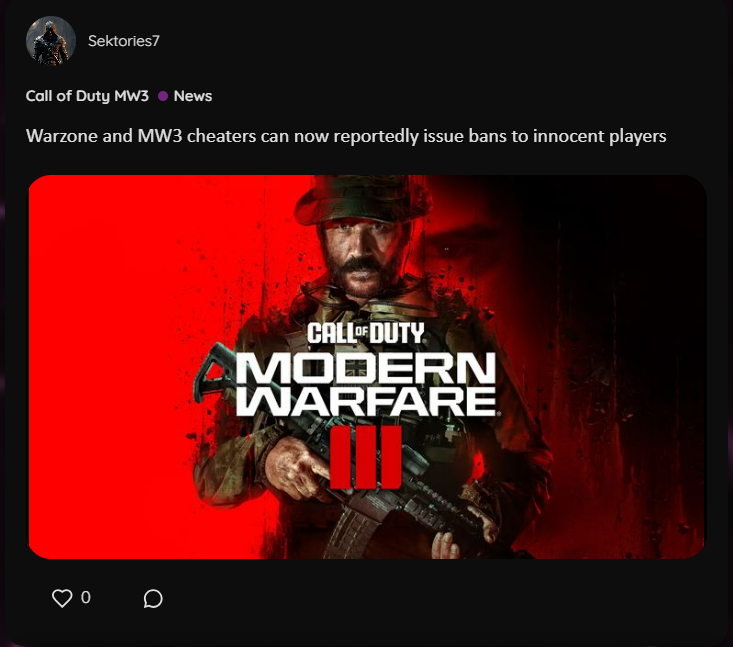 Sektories7
Call of Duty MW3 ● News
Warzone and MW3 cheaters can now reportedly issue bans to innocent players
CALL OF DUTY
MODERN
WARFARE
III
0